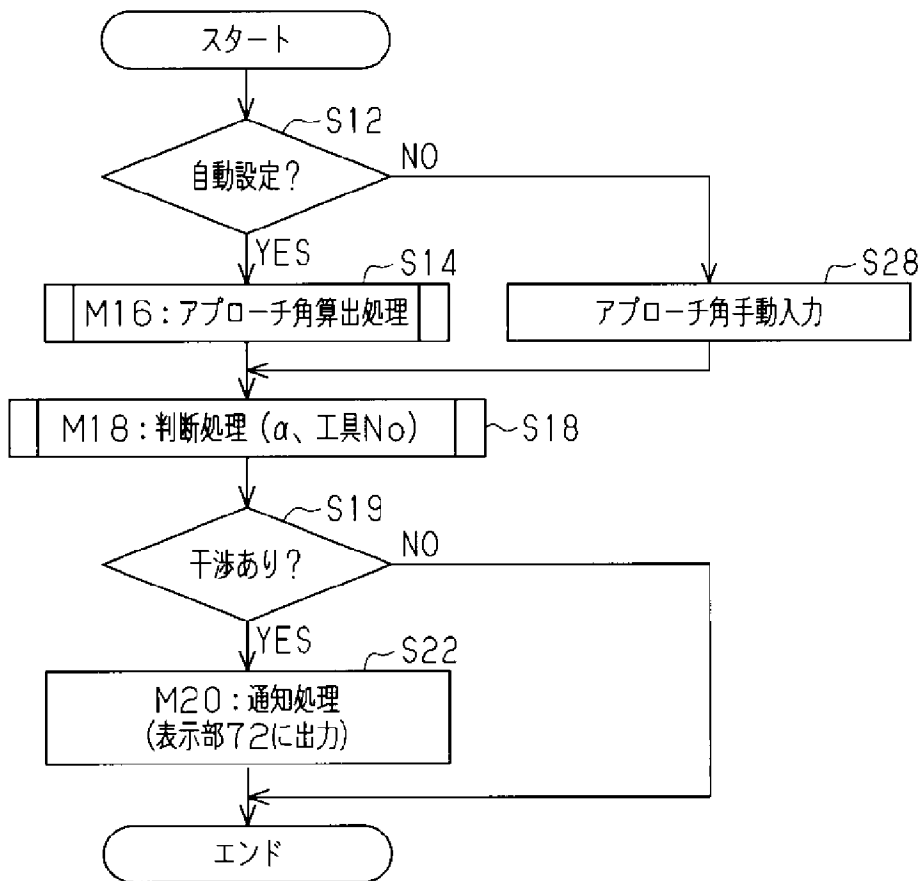 スタート
S12
自動設定?
NO
YES
S14
M16:アプローチ角算出処理
S28
アプローチ角手動入力
M18:判断処理(α、工具No)
S18
S19
干渉あり?
NO
YES
S22
M20:通知処理
(表示部72に出力)
エンド